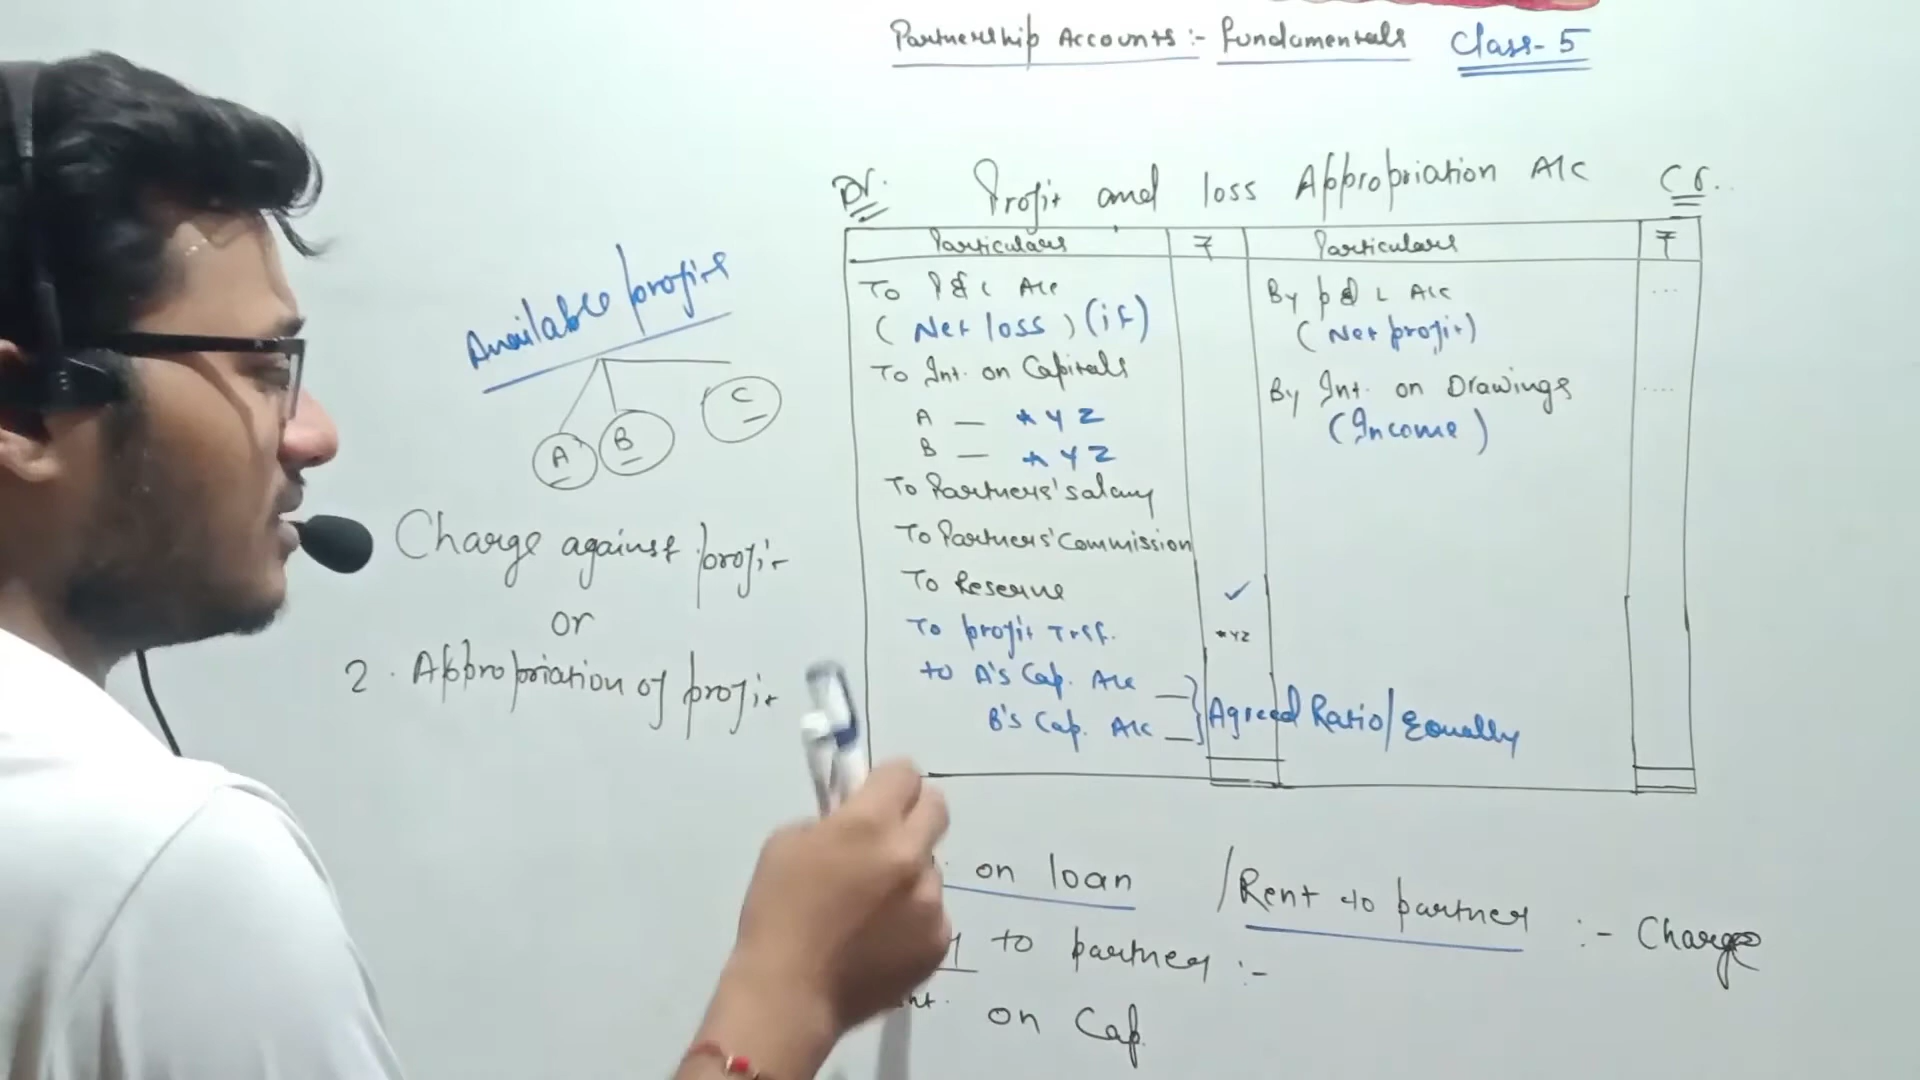 Partnership Accounts :- Fundamentals Class-5
Dr. Profit and loss Appropriation A/c Cr.
Particulars ₹ Particulars ₹
To P&L A/c
(Net loss) (if)
To Int. on Capitals
A — XYZ
B — XYZ
To Partners' salary
To Partners' Commission
To Reserve
To profit Trsf. XYZ
to A's Cap. A/c —
B's Cap. A/c —
Agreed Ratio/Equally
By P&L A/c ...
(Net profit)
By Int. on Drawings ....
(Income)
Available profit
A B C
Charge against profit
or
2. Appropriation of profit
on loan / Rent to partner :- Charge
to partner :-
on Cap.